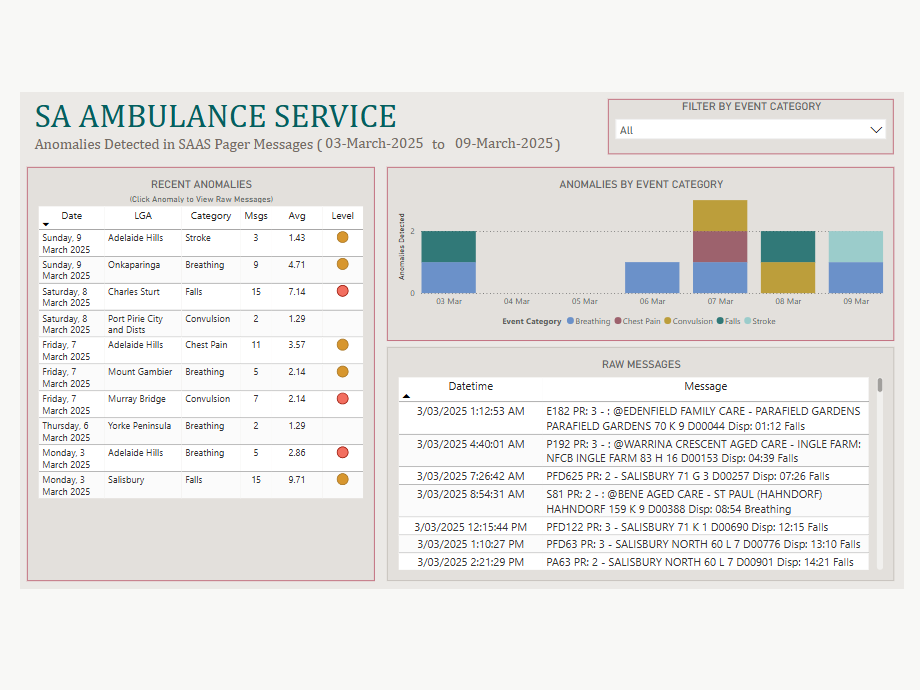 SA AMBULANCE SERVICE
Anomalies Detected in SAAS Pager Messages ( 03-March-2025 to 09-March-2025 )
FILTER BY EVENT CATEGORY
All
RECENT ANOMALIES
(Click Anomaly to View Raw Messages)
Date LGA Category Msgs Avg Level
Sunday, 9 March 2025 Adelaide Hills Stroke 3 1.43
Sunday, 9 March 2025 Onkaparinga Breathing 9 4.71
Saturday, 8 March 2025 Charles Sturt Falls 15 7.14
Saturday, 8 March 2025 Port Pirie City and Dists Convulsion 2 1.29
Friday, 7 March 2025 Adelaide Hills Chest Pain 11 3.57
Friday, 7 March 2025 Mount Gambier Breathing 5 2.14
Friday, 7 March 2025 Murray Bridge Convulsion 7 2.14
Thursday, 6 March 2025 Yorke Peninsula Breathing 2 1.29
Monday, 3 March 2025 Adelaide Hills Breathing 5 2.86
Monday, 3 March 2025 Salisbury Falls 15 9.71
ANOMALIES BY EVENT CATEGORY
Anomalies Detected
2
0
03 Mar 04 Mar 05 Mar 06 Mar 07 Mar 08 Mar 09 Mar
Event Category Breathing Chest Pain Convulsion Falls Stroke
RAW MESSAGES
Datetime Message
3/03/2025 1:12:53 AM E182 PR: 3 - : @EDENFIELD FAMILY CARE - PARAFIELD GARDENS
PARAFIELD GARDENS 70 K 9 D00044 Disp: 01:12 Falls
3/03/2025 4:40:01 AM P192 PR: 3 - : @WARRINA CRESCENT AGED CARE - INGLE FARM:
NFCB INGLE FARM 83 H 16 D00153 Disp: 04:39 Falls
3/03/2025 7:26:42 AM PFD625 PR: 2 - SALISBURY 71 G 3 D00257 Disp: 07:26 Falls
3/03/2025 8:54:31 AM S81 PR: 2 - : @BENE AGED CARE - ST PAUL (HAHNDORF)
HAHNDORF 159 K 9 D00388 Disp: 08:54 Breathing
3/03/2025 12:15:44 PM PFD122 PR: 3 - SALISBURY 71 K 1 D00690 Disp: 12:15 Falls
3/03/2025 1:10:27 PM PFD63 PR: 3 - SALISBURY NORTH 60 L 7 D00776 Disp: 13:10 Falls
3/03/2025 2:21:29 PM PA63 PR: 2 - SALISBURY NORTH 60 L 7 D00901 Disp: 14:21 Falls